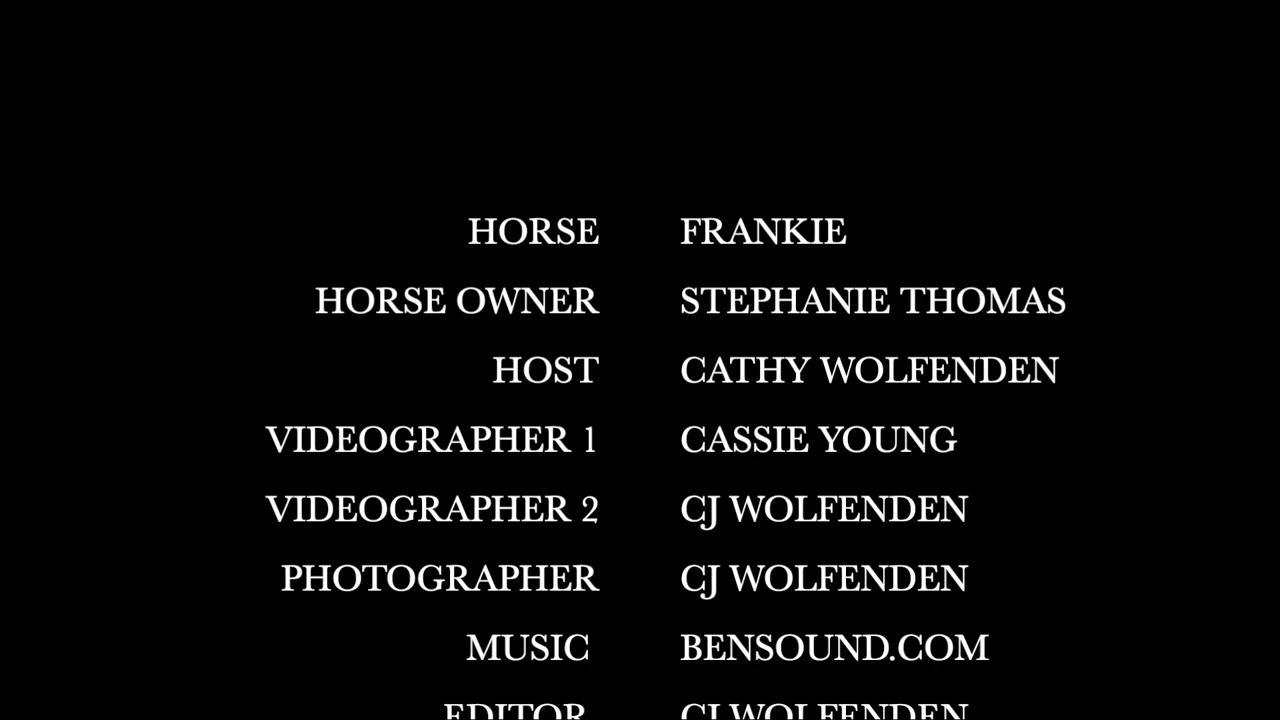 HORSE FRANKIE
HORSE OWNER STEPHANIE THOMAS
HOST CATHY WOLFENDEN
VIDEOGRAPHER 1 CASSIE YOUNG
VIDEOGRAPHER 2 CJ WOLFENDEN
PHOTOGRAPHER CJ WOLFENDEN
MUSIC BENSOUND.COM
EDITOR CJ WOLFENDEN